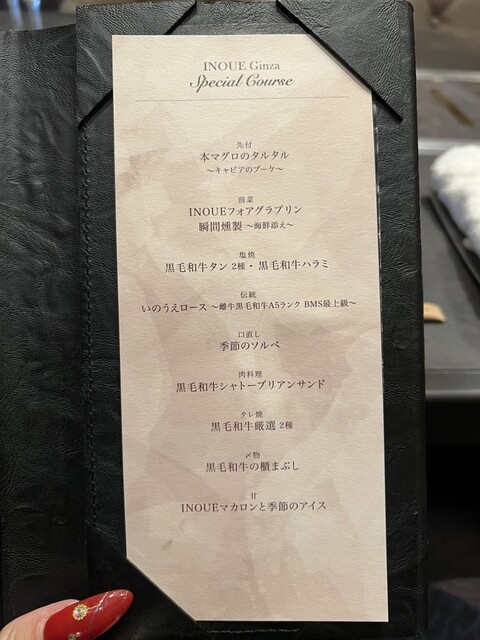 INOUE Ginza
Special Course
先付
本マグロのタルタル
〜キャビアのブーケ〜
前菜
INOUEフォアグラプリン
瞬間燻製 〜海鮮添え〜
塩焼
黒毛和牛タン 2種・黒毛和牛ハラミ
伝統
いのうえロース 〜雌牛黒毛和牛A5ランク BMS最上級〜
口直し
季節のソルベ
肉料理
黒毛和牛シャトーブリアンサンド
タレ焼
黒毛和牛厳選 2種
〆物
黒毛和牛の櫃まぶし
甘
INOUEマカロンと季節のアイス